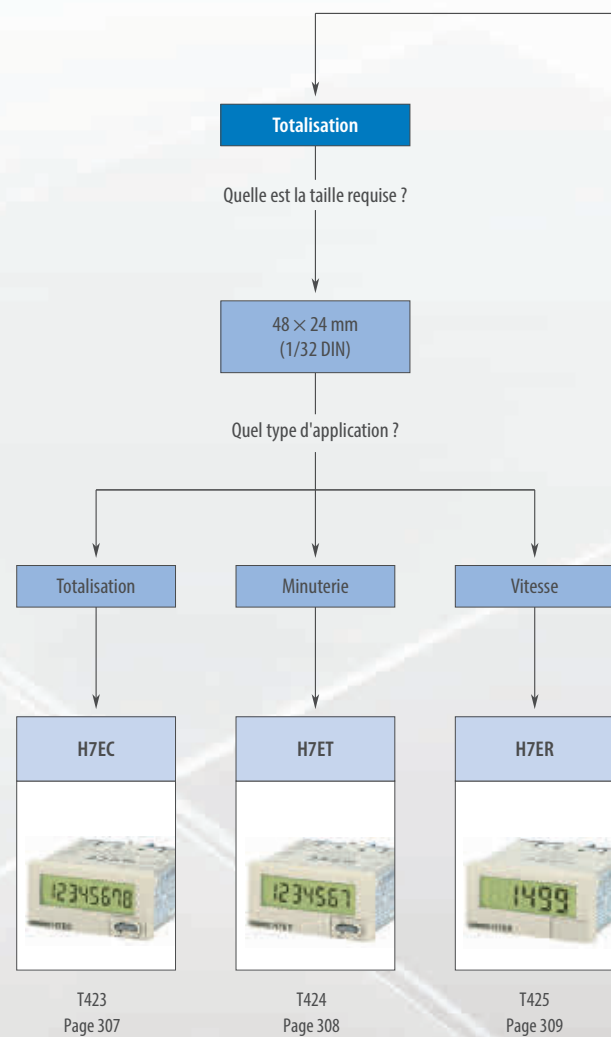 Totalisation
Quelle est la taille requise ?
48 × 24 mm
(1/32 DIN)
Quel type d'application ?
Totalisation
Minuterie
Vitesse
H7EC
H7ET
H7ER
12345678
1234567
1499
T423
Page 307
T424
Page 308
T425
Page 309